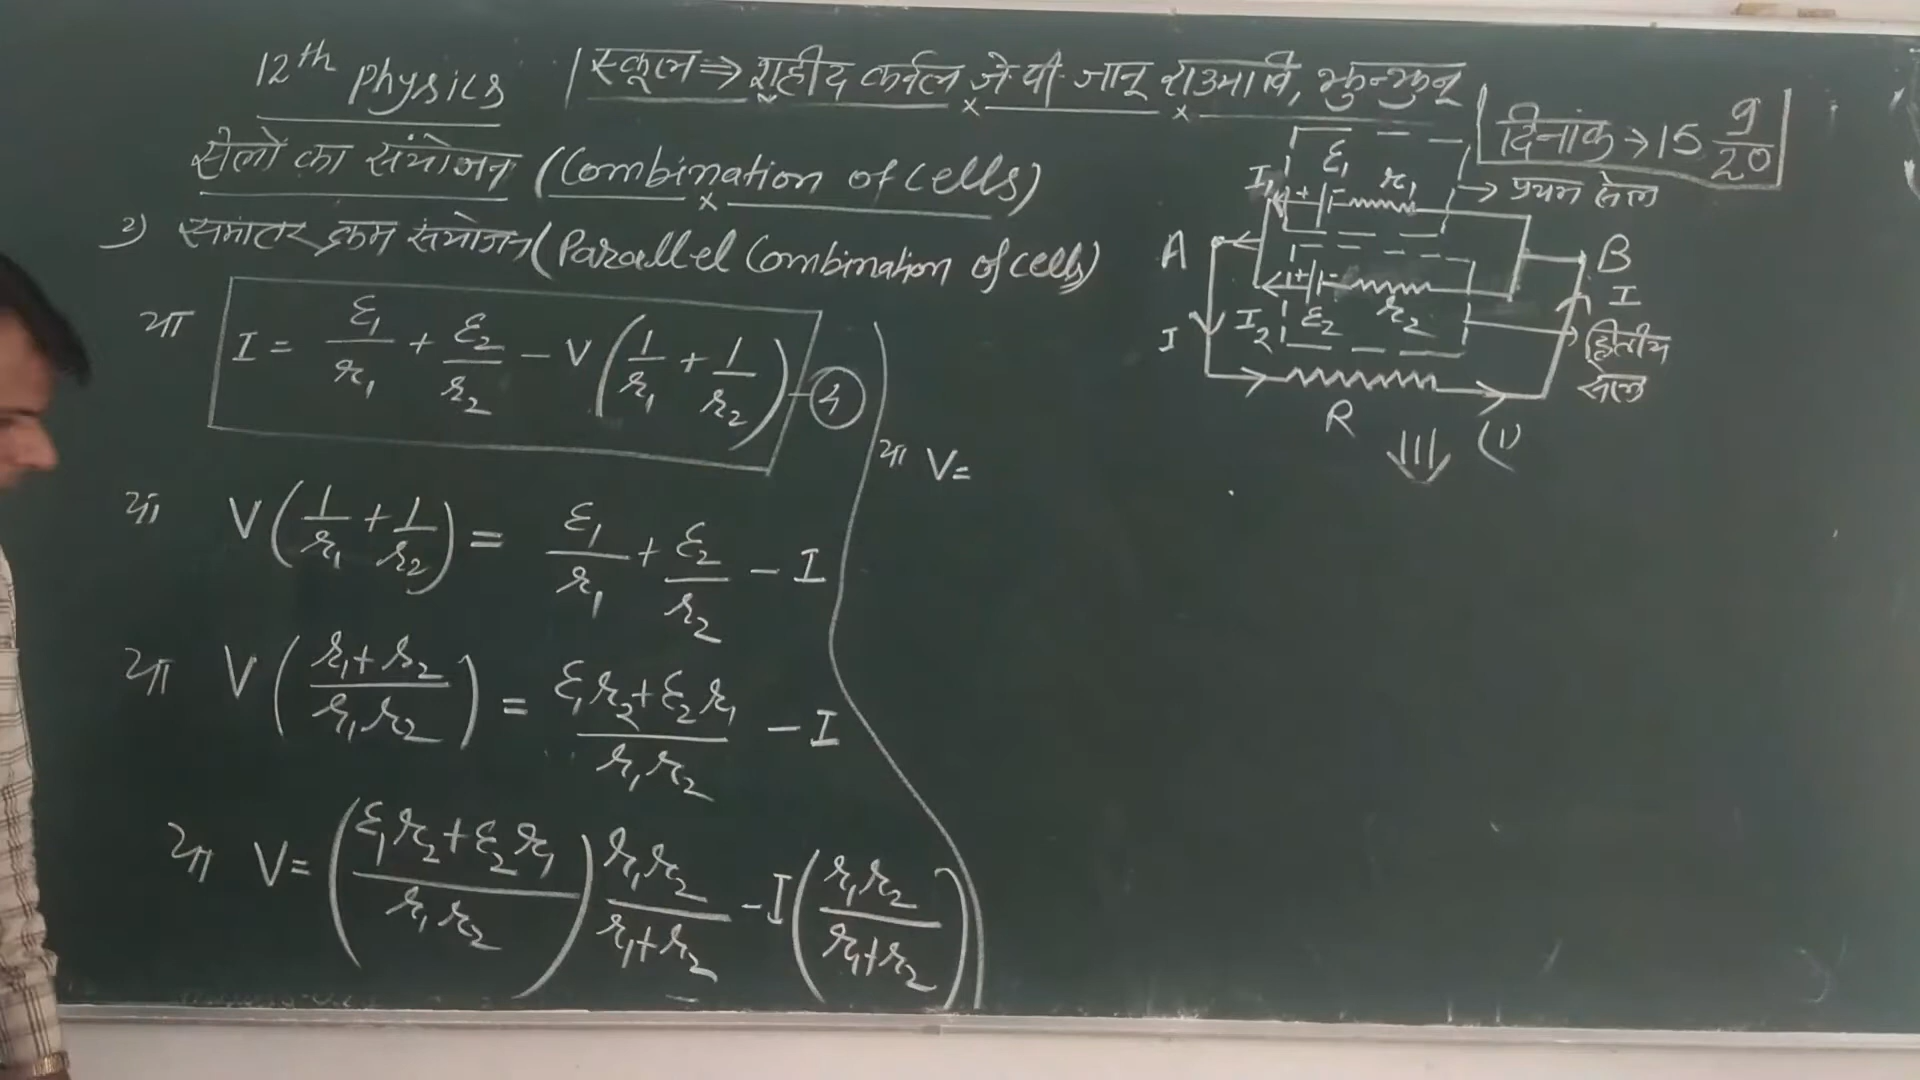 12th Physics
स्कूल ⇒ शहीद कर्नल जे पी जानू राउमावि, झुन्झुनू
दिनांक → 15 9/20
सेलों का संयोजन (Combination of Cells)
2) समांतर क्रम संयोजन (Parallel Combination of cells)
या I = ε₁/r₁ + ε₂/r₂ - V(1/r₁ + 1/r₂) - 4
या V(1/r₁ + 1/r₂) = ε₁/r₁ + ε₂/r₂ - I
या V((r₁+r₂)/(r₁r₂)) = (ε₁r₂+ε₂r₁)/(r₁r₂) - I
या V = ((ε₁r₂+ε₂r₁)/(r₁r₂)) (r₁r₂)/(r₁+r₂) - I((r₁r₂)/(r₁+r₂))
या V=
ε₁
I₁ + r₁ → प्रथम सेल
A B
+ I
I I₂ ε₂ r₂ → द्वितीय
सेल
R (1)